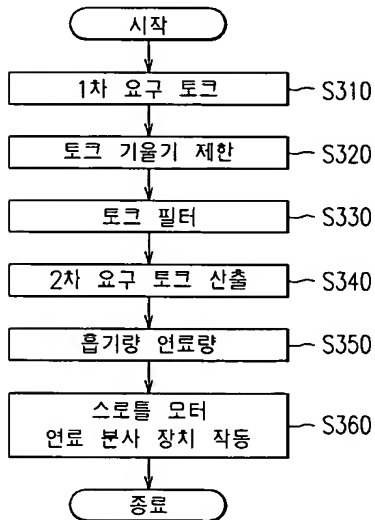 시작
1차 요구 토크
S310
토크 기울기 제한
S320
토크 필터
S330
2차 요구 토크 산출
S340
흡기량 연료량
S350
스로틀 모터
연료 분사 장치 작동
S360
종료